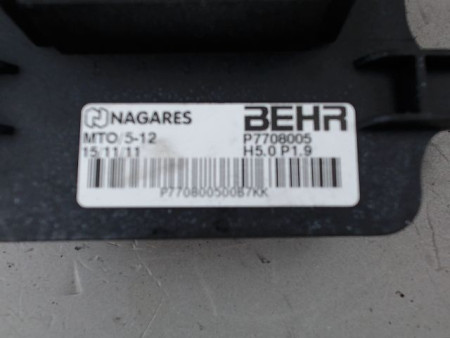 NAGARES BEHR
MTO/5-12 P7708005
15/11/11 H5.0 P1.9
P770800500B7KK